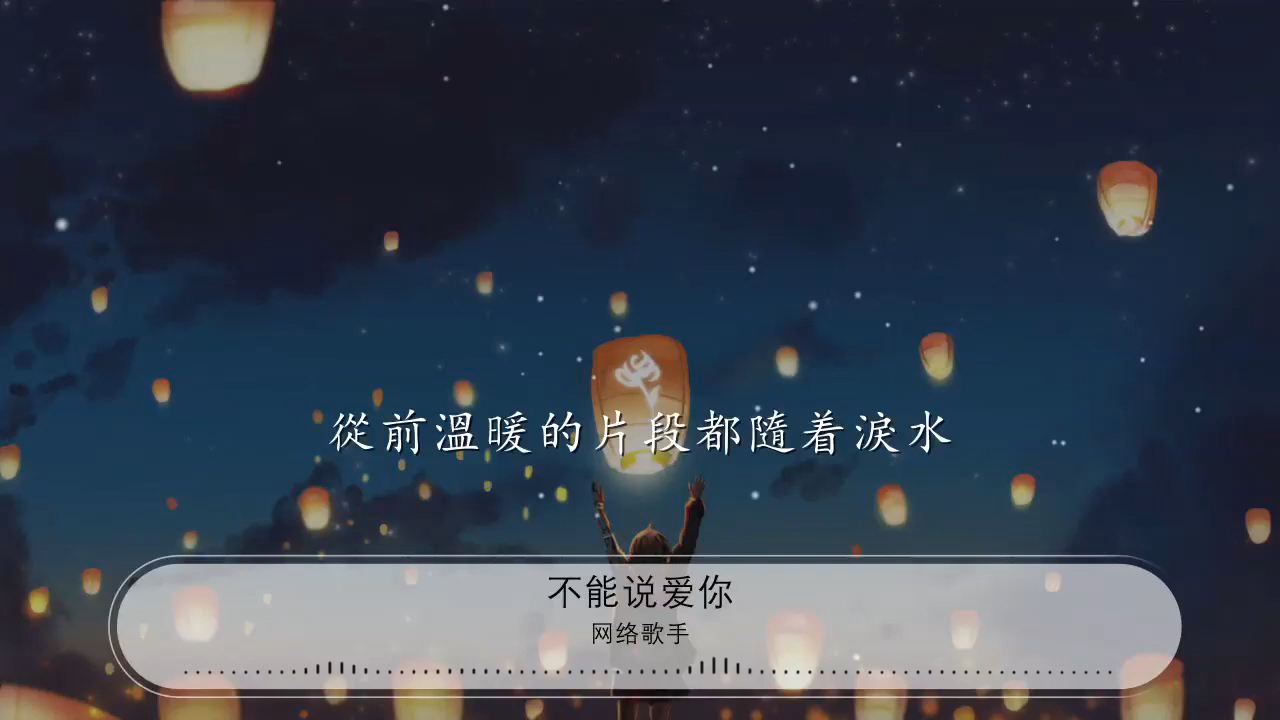 從前溫暖的片段都隨着淚水
不能说爱你
网络歌手